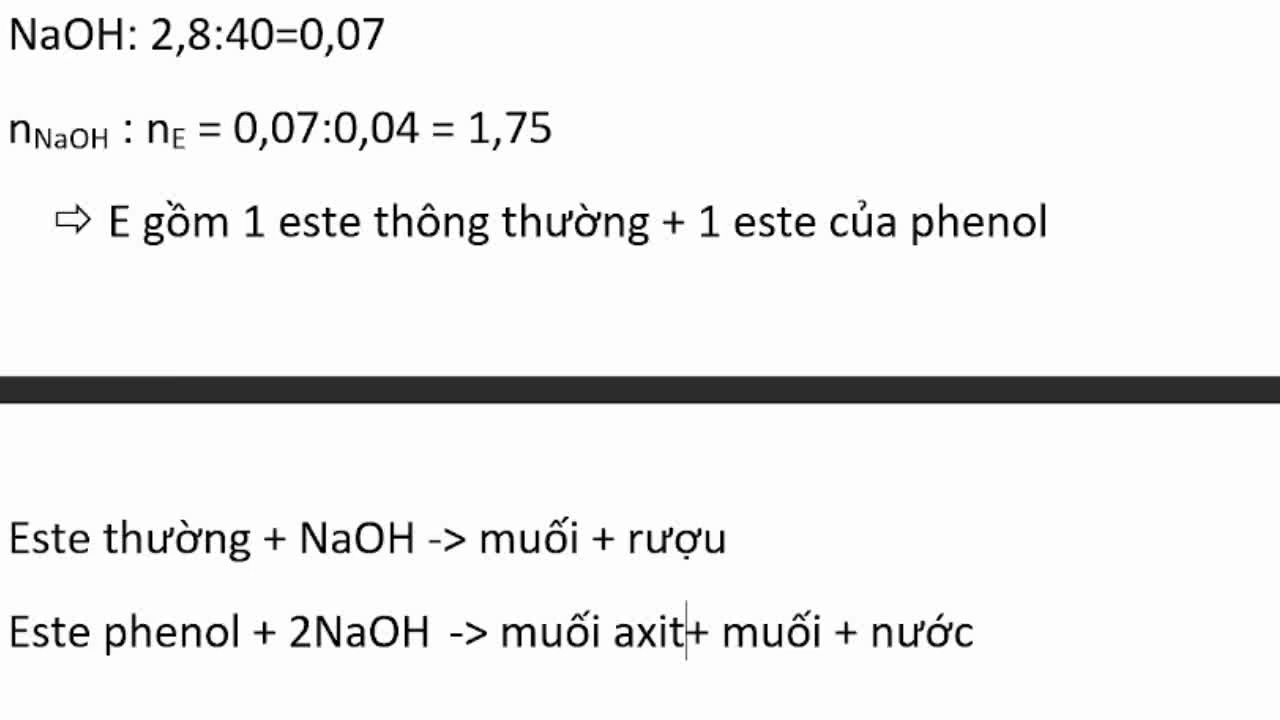 NaOH: 2,8:40=0,07
nNaOH : nE = 0,07:0,04 = 1,75
⇨ E gồm 1 este thông thường + 1 este của phenol
Este thường + NaOH -> muối + rượu
Este phenol + 2NaOH -> muối axit+ muối + nước